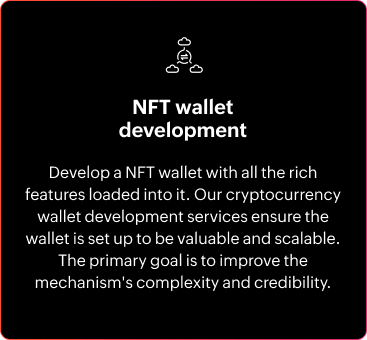 NFT wallet
development
Develop a NFT wallet with all the rich
features loaded into it. Our cryptocurrency
wallet development services ensure the
wallet is set up to be valuable and scalable.
The primary goal is to improve the
mechanism's complexity and credibility.